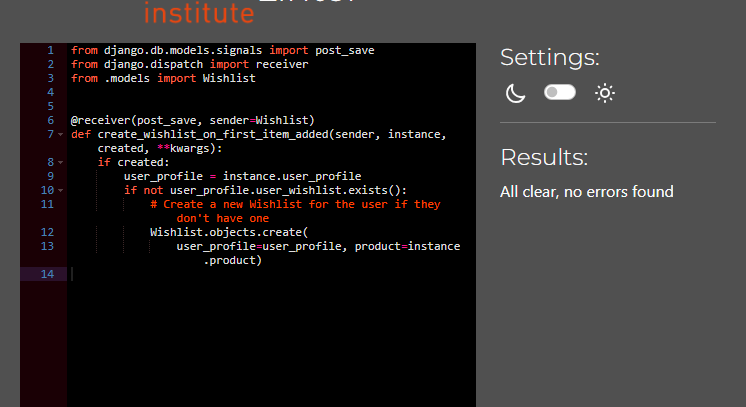 institute
1 from django.db.models.signals import post_save
2 from django.dispatch import receiver
3 from .models import Wishlist
4
5
6 @receiver(post_save, sender=Wishlist)
7 def create_wishlist_on_first_item_added(sender, instance,
created, **kwargs):
8 if created:
9 user_profile = instance.user_profile
10 if not user_profile.user_wishlist.exists():
11 # Create a new Wishlist for the user if they
don't have one
12 Wishlist.objects.create(
13 user_profile=user_profile, product=instance
.product)
14
Settings:
Results:
All clear, no errors found